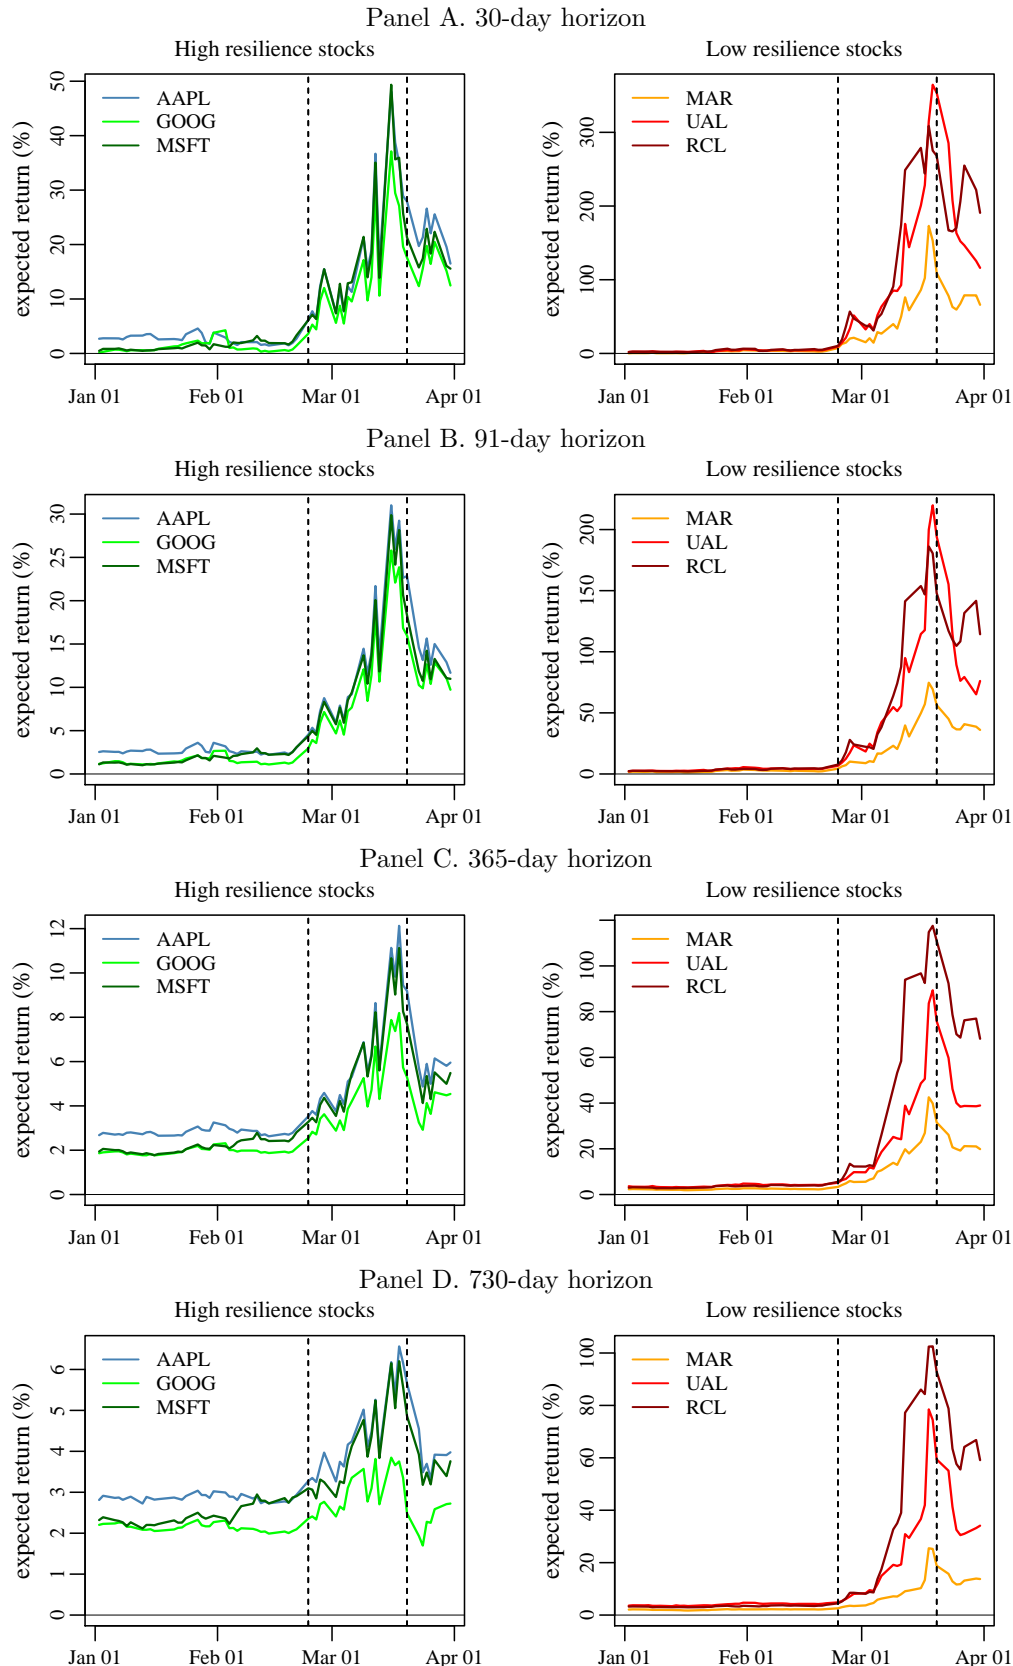 Panel A. 30-day horizon
High resilience stocks
Low resilience stocks
expected return (%)
0 10 20 30 40 50
AAPL
GOOG
MSFT
Jan 01 Feb 01 Mar 01 Apr 01
expected return (%)
0 100 200 300
MAR
UAL
RCL
Jan 01 Feb 01 Mar 01 Apr 01
Panel B. 91-day horizon
High resilience stocks
Low resilience stocks
expected return (%)
0 5 10 15 20 25 30
AAPL
GOOG
MSFT
Jan 01 Feb 01 Mar 01 Apr 01
expected return (%)
0 50 100 150 200
MAR
UAL
RCL
Jan 01 Feb 01 Mar 01 Apr 01
Panel C. 365-day horizon
High resilience stocks
Low resilience stocks
expected return (%)
0 2 4 6 8 10 12
AAPL
GOOG
MSFT
Jan 01 Feb 01 Mar 01 Apr 01
expected return (%)
0 20 40 60 80 100
MAR
UAL
RCL
Jan 01 Feb 01 Mar 01 Apr 01
Panel D. 730-day horizon
High resilience stocks
Low resilience stocks
expected return (%)
0 1 2 3 4 5 6
AAPL
GOOG
MSFT
Jan 01 Feb 01 Mar 01 Apr 01
expected return (%)
0 20 40 60 80 100
MAR
UAL
RCL
Jan 01 Feb 01 Mar 01 Apr 01